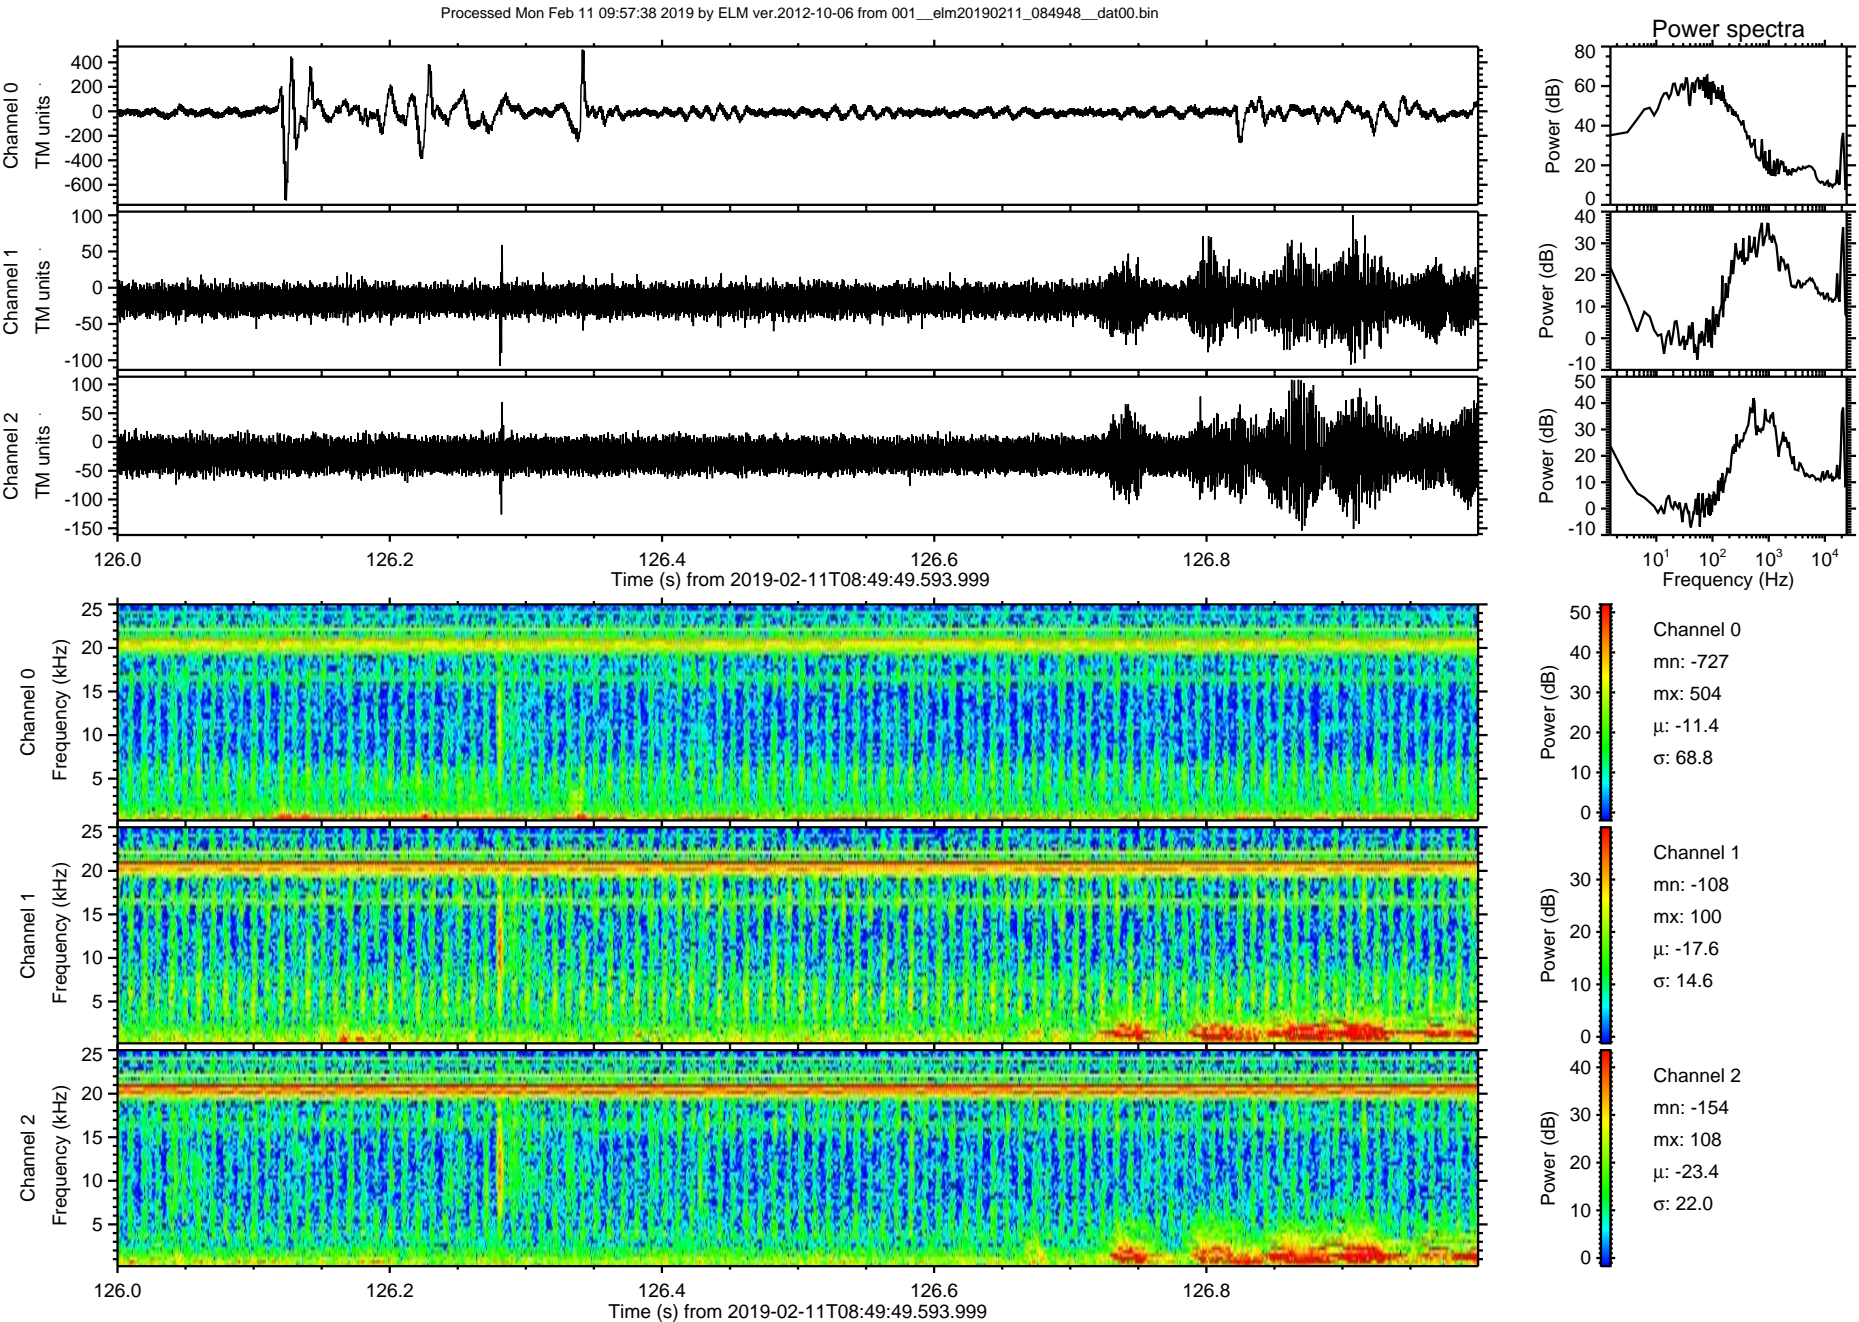 Processed Mon Feb 11 09:57:38 2019 by ELM ver.2012-10-06 from 001__elm20190211_084948__dat00.bin
Power spectra
Channel 0
TM units
400
200
0
-200
-400
-600
Power (dB)
80
60
40
20
0
Channel 1
TM units
100
50
0
-50
-100
Power (dB)
40
30
20
10
0
-10
Channel 2
TM units
100
50
0
-50
-100
-150
Power (dB)
50
40
30
20
10
0
-10
126.0 126.2 126.4 126.6 126.8
Time (s) from 2019-02-11T08:49:49.593.999
10¹ 10² 10³ 10⁴
Frequency (Hz)
Channel 0
Frequency (kHz)
25
20
15
10
5
Power (dB)
50
40
30
20
10
0
Channel 0
mn: -727
mx: 504
μ: -11.4
σ: 68.8
Channel 1
Frequency (kHz)
25
20
15
10
5
Power (dB)
30
20
10
0
Channel 1
mn: -108
mx: 100
μ: -17.6
σ: 14.6
Channel 2
Frequency (kHz)
25
20
15
10
5
Power (dB)
40
30
20
10
0
Channel 2
mn: -154
mx: 108
μ: -23.4
σ: 22.0
126.0 126.2 126.4 126.6 126.8
Time (s) from 2019-02-11T08:49:49.593.999